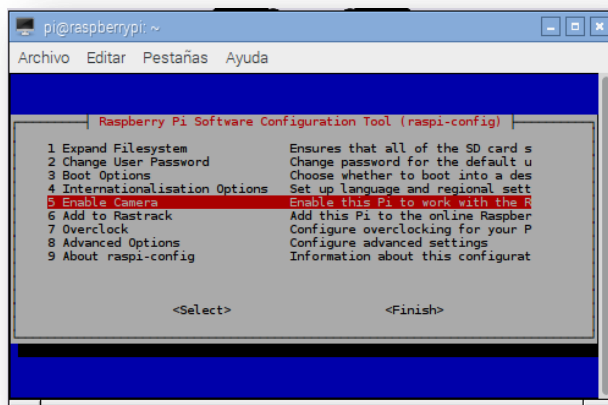 pi@raspberrypi: ~
Archivo Editar Pestañas Ayuda
Raspberry Pi Software Configuration Tool (raspi-config)
1 Expand Filesystem Ensures that all of the SD card s
2 Change User Password Change password for the default u
3 Boot Options Choose whether to boot into a des
4 Internationalisation Options Set up language and regional sett
5 Enable Camera Enable this Pi to work with the R
6 Add to Rastrack Add this Pi to the online Raspber
7 Overclock Configure overclocking for your P
8 Advanced Options Configure advanced settings
9 About raspi-config Information about this configurat
<Select> <Finish>